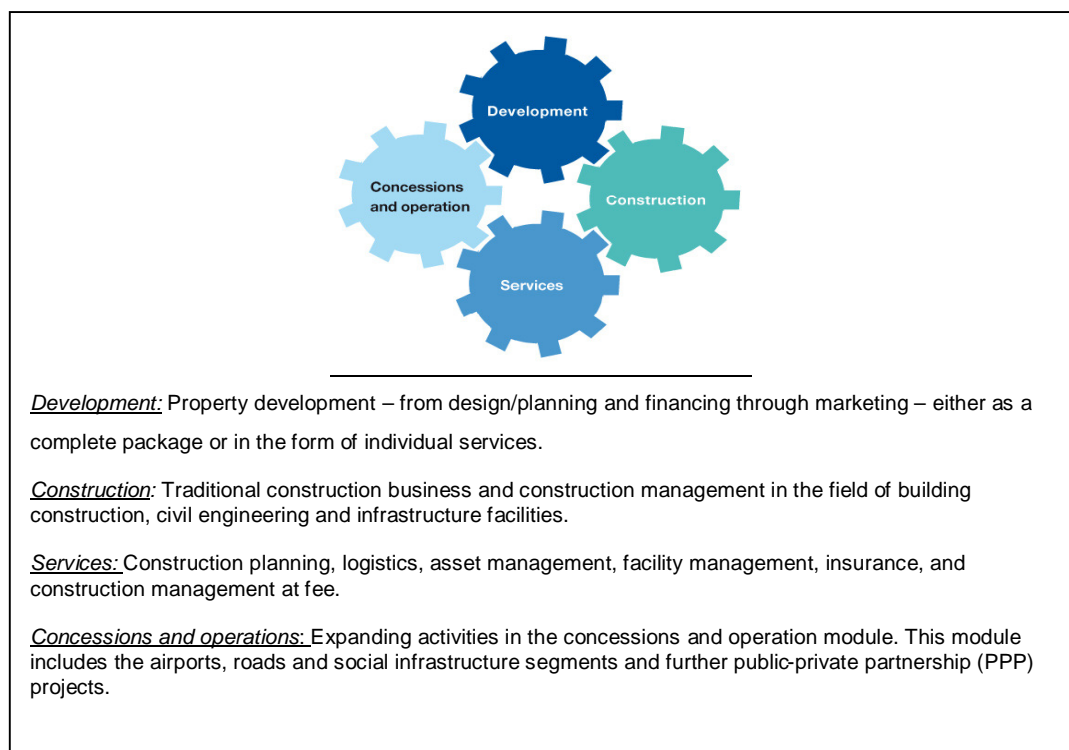 Development
Concessions
and operation
Construction
Services
Development: Property development – from design/planning and financing through marketing – either as a
complete package or in the form of individual services.
Construction: Traditional construction business and construction management in the field of building
construction, civil engineering and infrastructure facilities.
Services: Construction planning, logistics, asset management, facility management, insurance, and
construction management at fee.
Concessions and operations: Expanding activities in the concessions and operation module. This module
includes the airports, roads and social infrastructure segments and further public-private partnership (PPP)
projects.